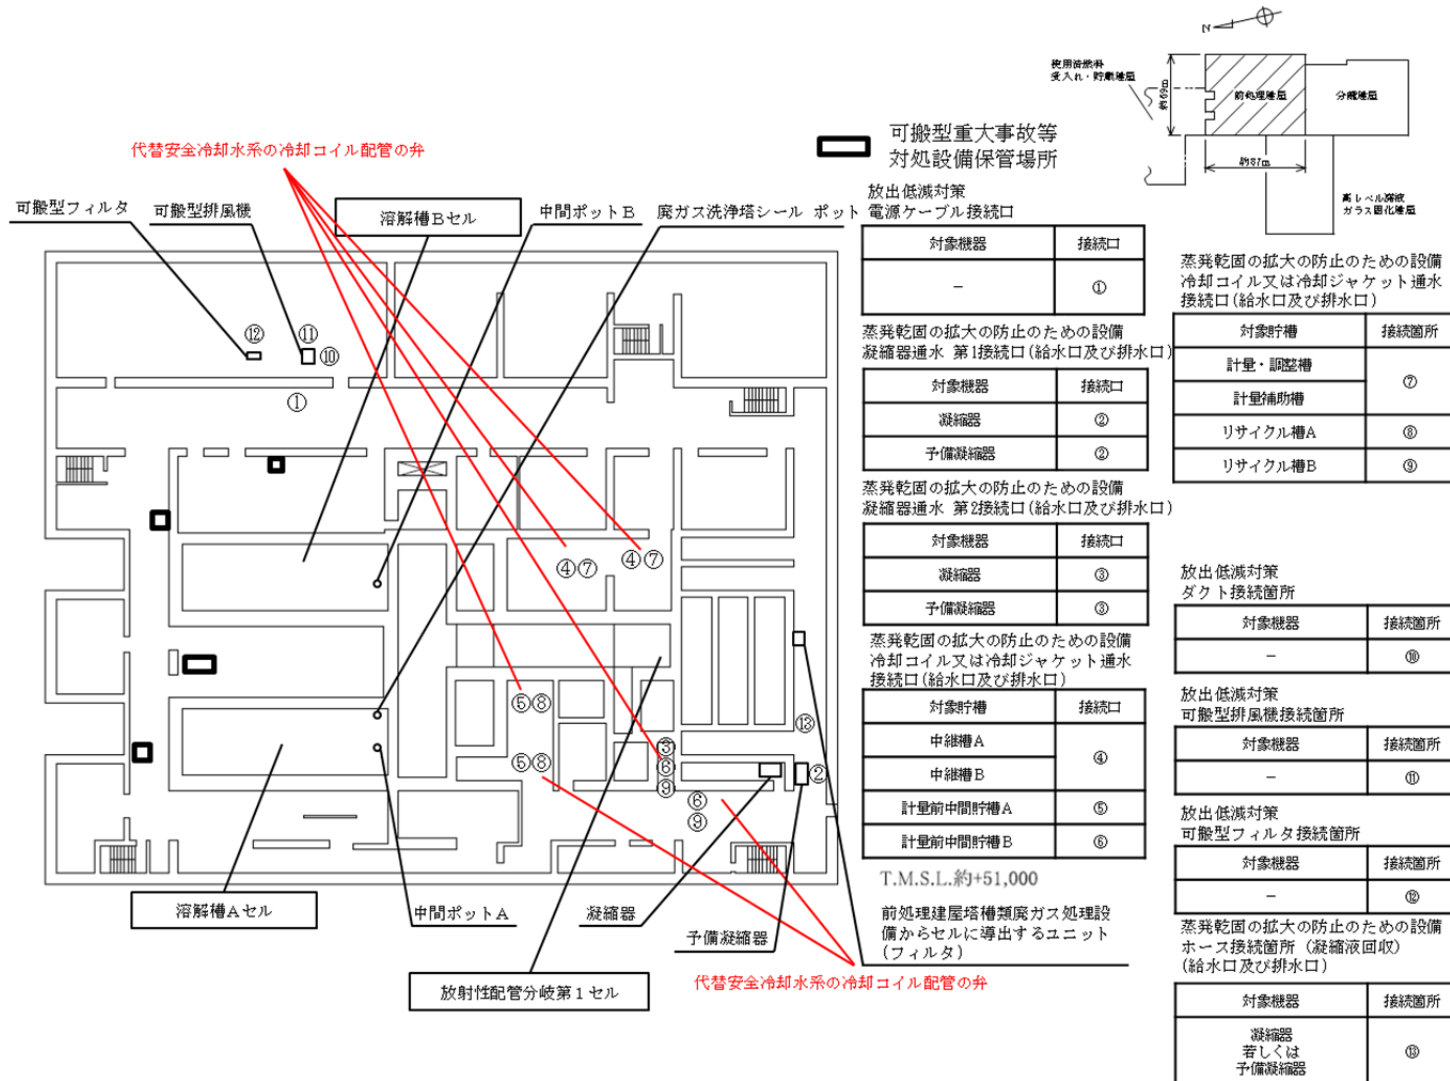 代替安全冷却水系の冷却コイル配管の弁
可搬型フィルタ
可搬型排風機
溶解槽Bセル
中間ポットB
廃ガス洗浄塔シール ポット
⑫
⑪
⑩
①
④⑦
④⑦
⑤⑧
⑤⑧
③
⑥
⑨
⑥
⑨
⑬
②
溶解槽Aセル
中間ポットA
凝縮器
予備凝縮器
放射性配管分岐第1セル
代替安全冷却水系の冷却コイル配管の弁
可搬型重大事故等
対処設備保管場所
N
使用済燃料
受入れ・貯蔵建屋
約69m
前処理建屋
分離建屋
約87m
高レベル廃液
ガラス固化建屋
放出低減対策
電源ケーブル接続口
対象機器 接続口
− ①
蒸発乾固の拡大の防止のための設備
凝縮器通水 第1接続口(給水口及び排水口)
対象機器 接続口
凝縮器 ②
予備凝縮器 ②
蒸発乾固の拡大の防止のための設備
凝縮器通水 第2接続口(給水口及び排水口)
対象機器 接続口
凝縮器 ③
予備凝縮器 ③
蒸発乾固の拡大の防止のための設備
冷却コイル又は冷却ジャケット通水
接続口(給水口及び排水口)
対象貯槽 接続口
中継槽A ④
中継槽B
計量前中間貯槽A ⑤
計量前中間貯槽B ⑥
T.M.S.L.約+51,000
前処理建屋塔槽類廃ガス処理設
備からセルに導出するユニット
(フィルタ)
蒸発乾固の拡大の防止のための設備
冷却コイル又は冷却ジャケット通水
接続口(給水口及び排水口)
対象貯槽 接続箇所
計量・調整槽 ⑦
計量補助槽
リサイクル槽A ⑧
リサイクル槽B ⑨
放出低減対策
ダクト接続箇所
対象機器 接続箇所
− ⑩
放出低減対策
可搬型排風機接続箇所
対象機器 接続箇所
− ⑪
放出低減対策
可搬型フィルタ接続箇所
対象機器 接続箇所
− ⑫
蒸発乾固の拡大の防止のための設備
ホース接続箇所（凝縮液回収）
(給水口及び排水口)
対象機器 接続箇所
凝縮器
若しくは
予備凝縮器 ⑬